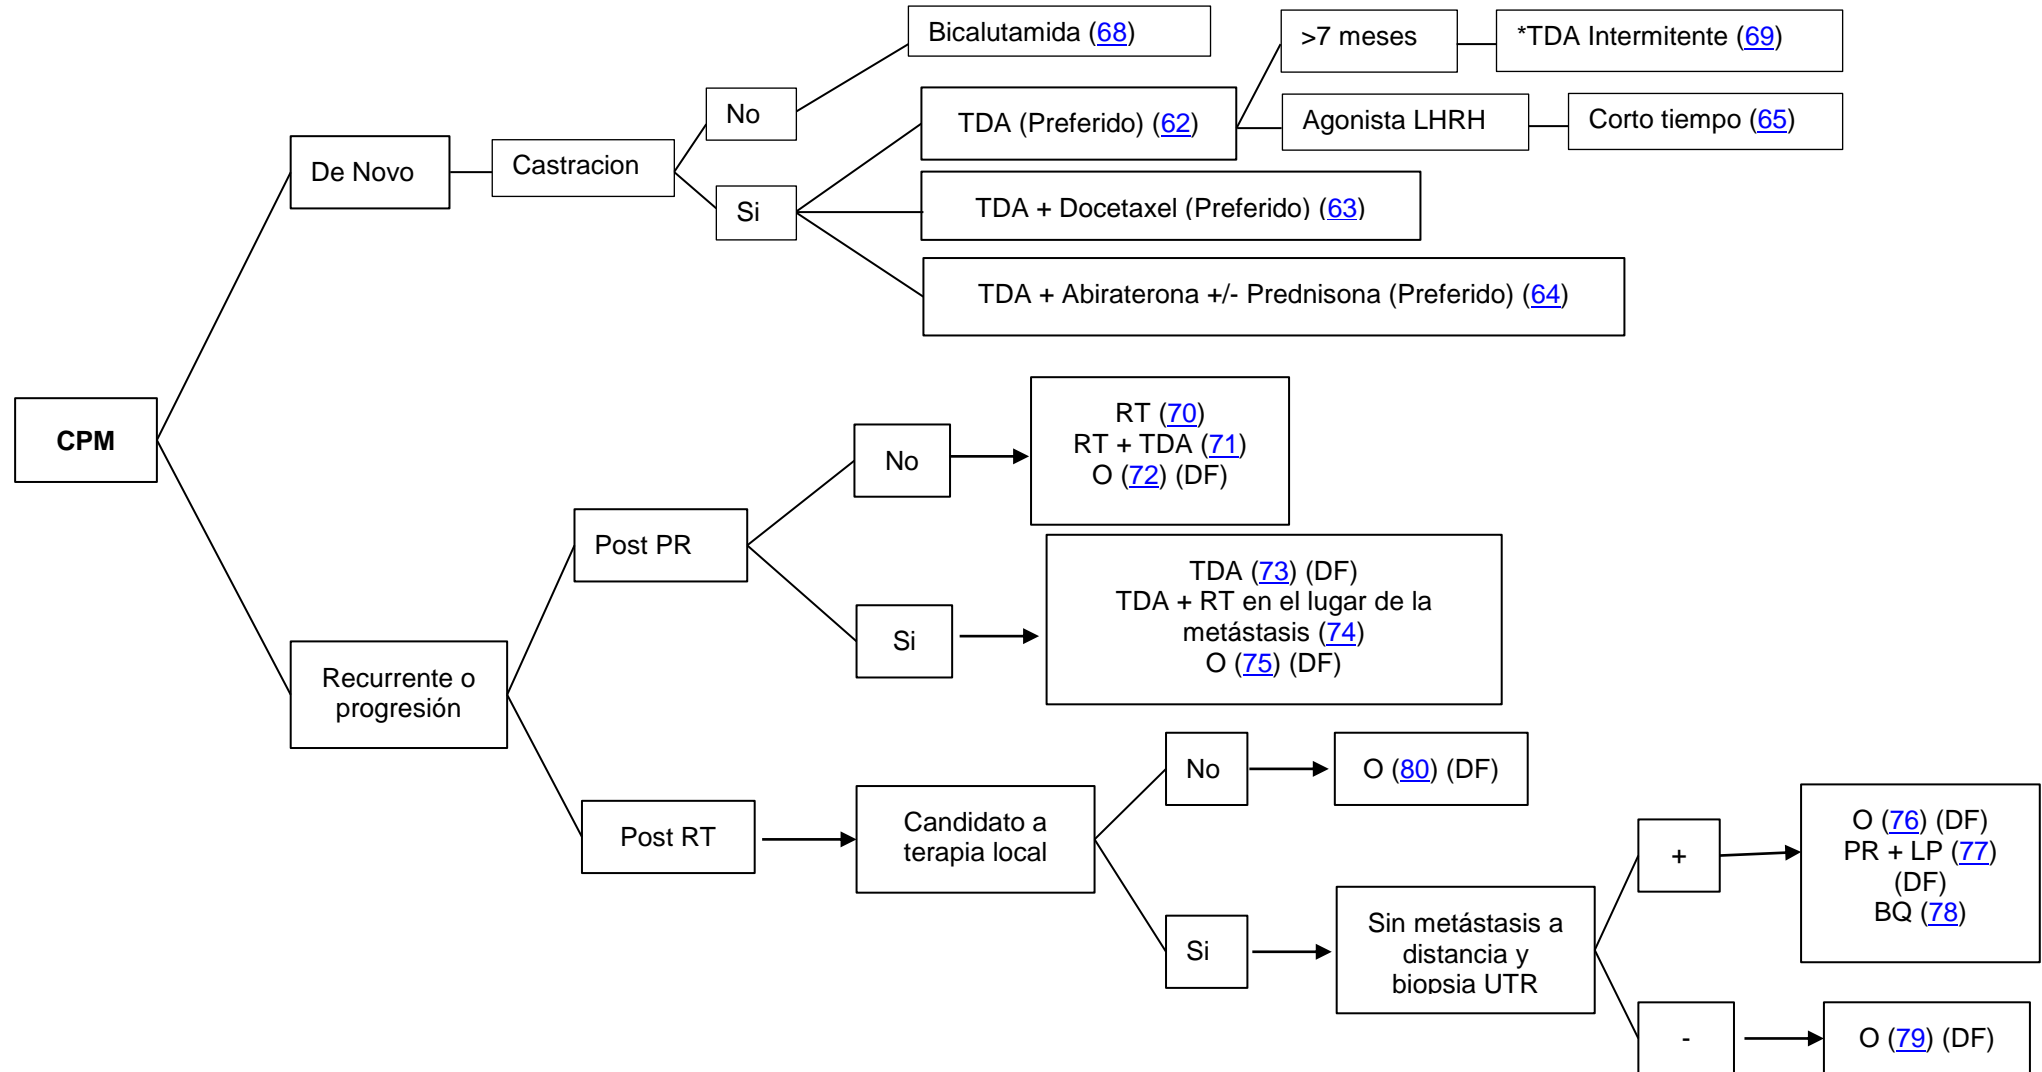 Bicalutamida (68)
>7 meses
*TDA Intermitente (69)
No
TDA (Preferido) (62)
Agonista LHRH
Corto tiempo (65)
De Novo
Castracion
Si
TDA + Docetaxel (Preferido) (63)
TDA + Abiraterona +/- Prednisona (Preferido) (64)
CPM
No
RT (70)
RT + TDA (71)
O (72) (DF)
Post PR
Si
TDA (73) (DF)
TDA + RT en el lugar de la
metástasis (74)
O (75) (DF)
Recurrente o
progresión
No
O (80) (DF)
Post RT
Candidato a
terapia local
Si
Sin metástasis a
distancia y
biopsia UTR
+
O (76) (DF)
PR + LP (77)
(DF)
BQ (78)
-
O (79) (DF)